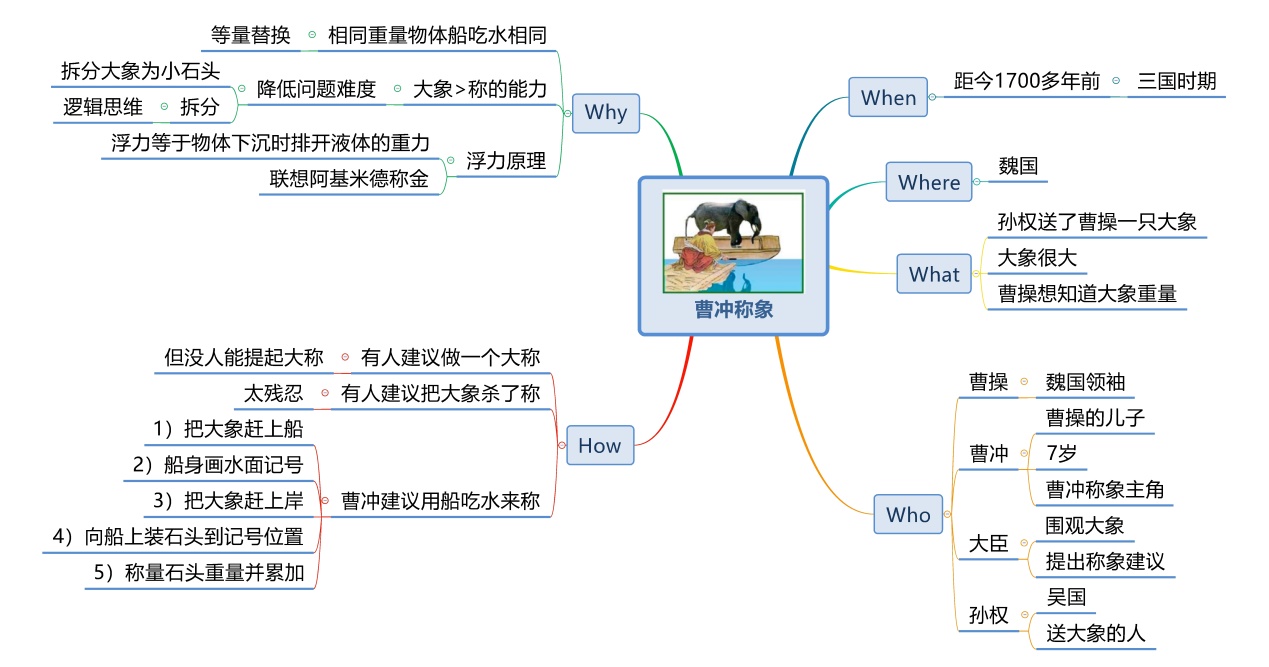 曹冲称象
When
距今1700多年前
三国时期
Where
魏国
What
孙权送了曹操一只大象
大象很大
曹操想知道大象重量
Who
曹操
魏国领袖
曹冲
曹操的儿子
7岁
曹冲称象主角
大臣
围观大象
提出称象建议
孙权
吴国
送大象的人
How
有人建议做一个大称
但没人能提起大称
有人建议把大象杀了称
太残忍
曹冲建议用船吃水来称
1）把大象赶上船
2）船身画水面记号
3）把大象赶上岸
4）向船上装石头到记号位置
5）称量石头重量并累加
Why
相同重量物体船吃水相同
等量替换
大象>称的能力
降低问题难度
拆分大象为小石头
拆分
逻辑思维
浮力原理
浮力等于物体下沉时排开液体的重力
联想阿基米德称金